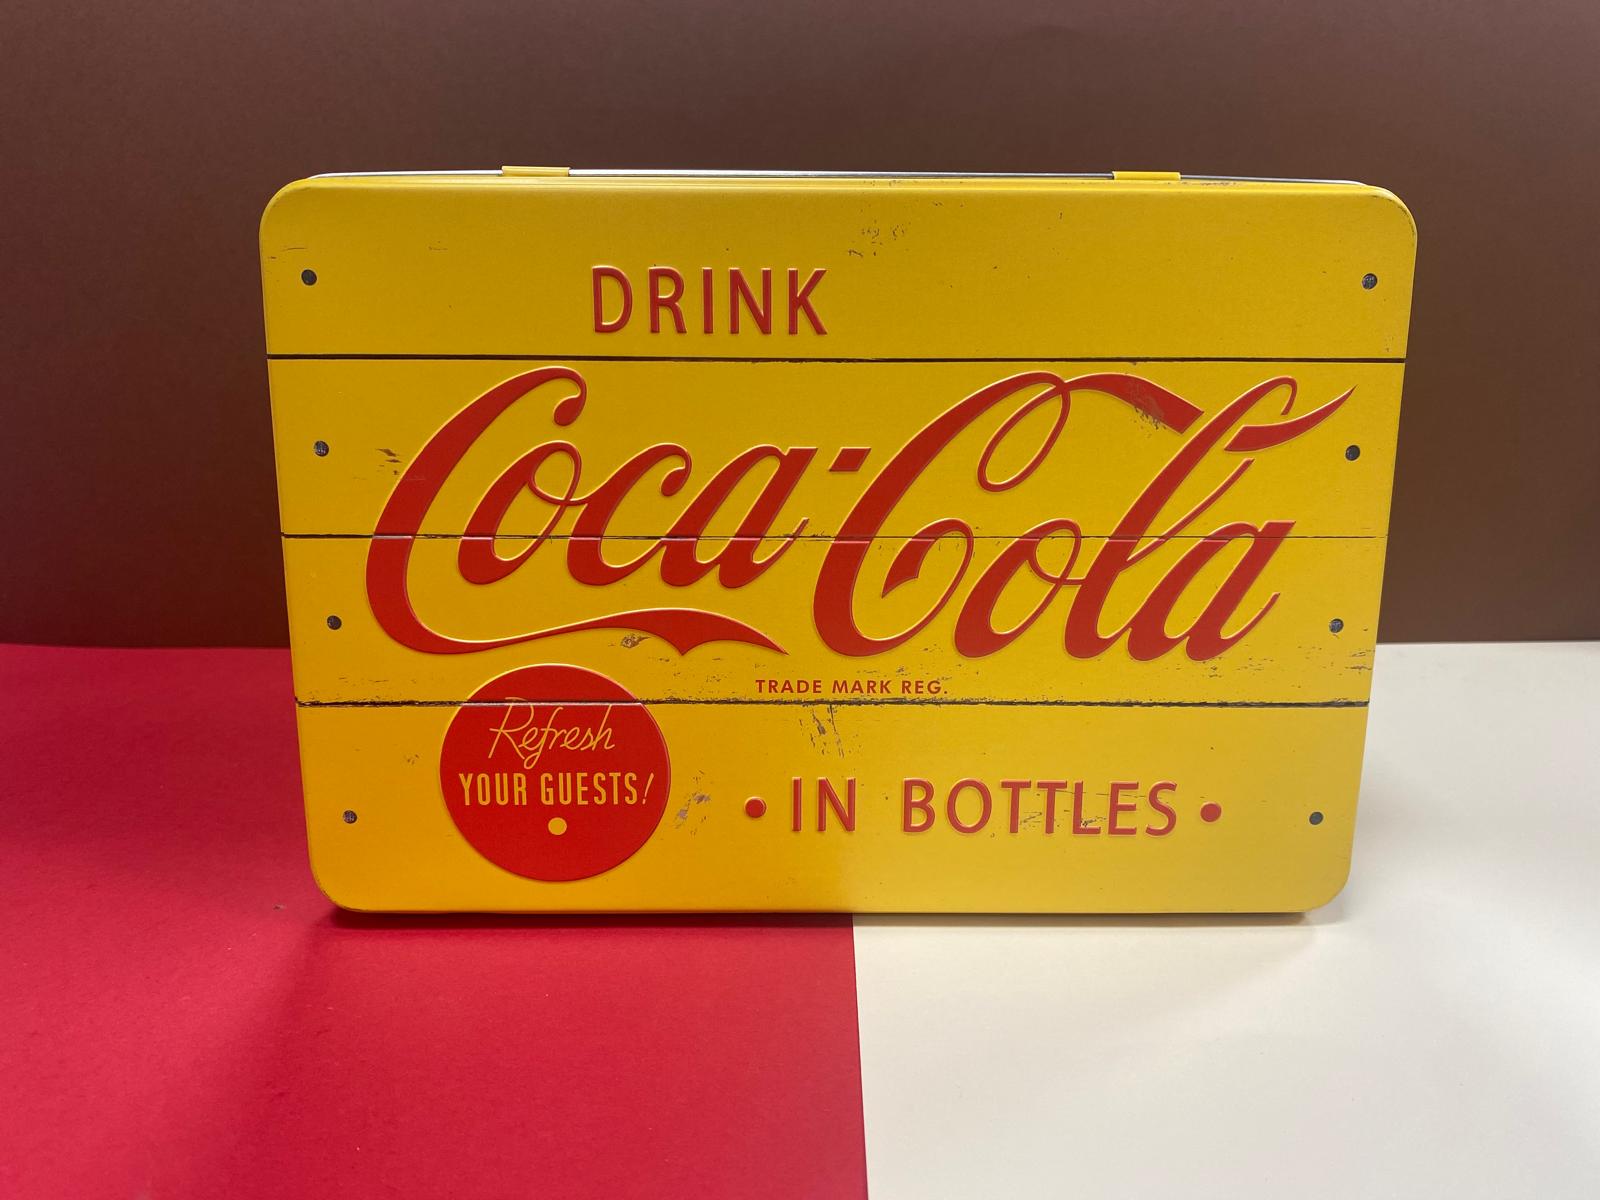 DRINK
Coca-Cola
TRADE MARK REG.
Refresh
YOUR GUESTS!
• IN BOTTLES •